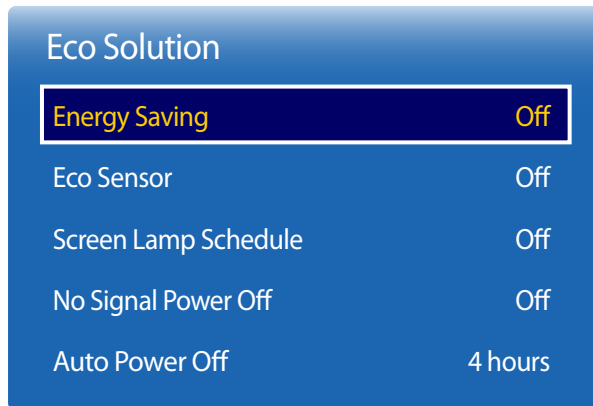 Eco Solution
Energy Saving Off
Eco Sensor Off
Screen Lamp Schedule Off
No Signal Power Off Off
Auto Power Off 4 hours